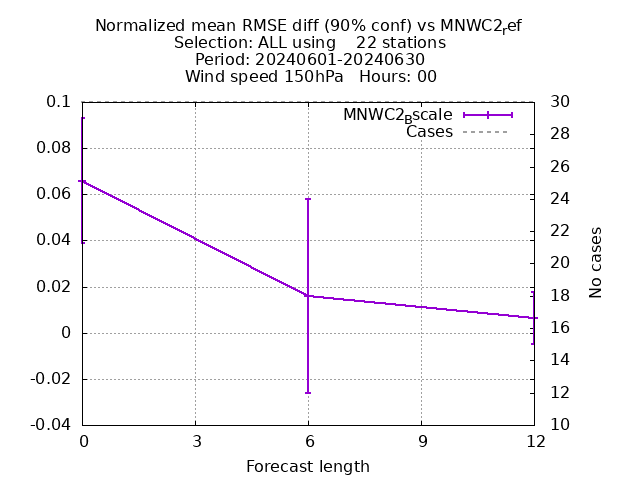 Normalized mean RMSE diff (90% conf) vs MNWC2_ref
Selection: ALL using    22 stations
Period: 20240601-20240630
Wind speed 150hPa   Hours: 00
MNWC2_Bscale
Cases
0.1
0.08
0.06
0.04
0.02
0
-0.02
-0.04
30
28
26
24
22
20
18
16
14
12
10
No cases
0 3 6 9 12
Forecast length